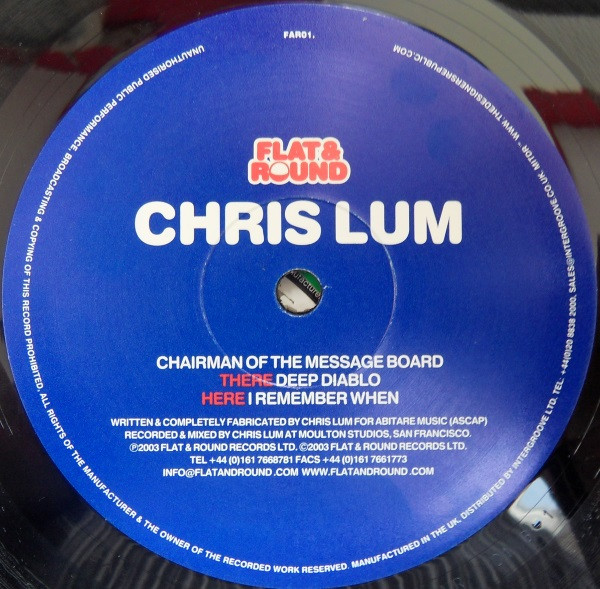 FAR01.
FLAT&
ROUND
CHRIS LUM
CHAIRMAN OF THE MESSAGE BOARD
THERE DEEP DIABLO
HERE I REMEMBER WHEN
WRITTEN & COMPLETELY FABRICATED BY CHRIS LUM FOR ABITARE MUSIC (ASCAP)
RECORDED & MIXED BY CHRIS LUM AT MOULTON STUDIOS, SAN FRANCISCO.
℗2003 FLAT & ROUND RECORDS LTD. ©2003 FLAT & ROUND RECORDS LTD.
TEL +44 (0)161 7668781 FACS +44 (0)161 7661773
INFO@FLATANDROUND.COM WWW.FLATANDROUND.COM
UNAUTHORISED PUBLIC PERFORMANCE, BROADCASTING & COPYING OF THIS RECORD PROHIBITED. ALL RIGHTS OF THE MANUFACTURER & THE OWNER OF THE RECORDED WORK RESERVED. MANUFACTURED IN THE UK. DISTRIBUTED BY INTERGROOVE LTD. TEL: +44(0)20 8838 2000. SALES@INTERGROOVE.CO.UK MITDR* WWW.THEDESIGNERSREPUBLIC.COM